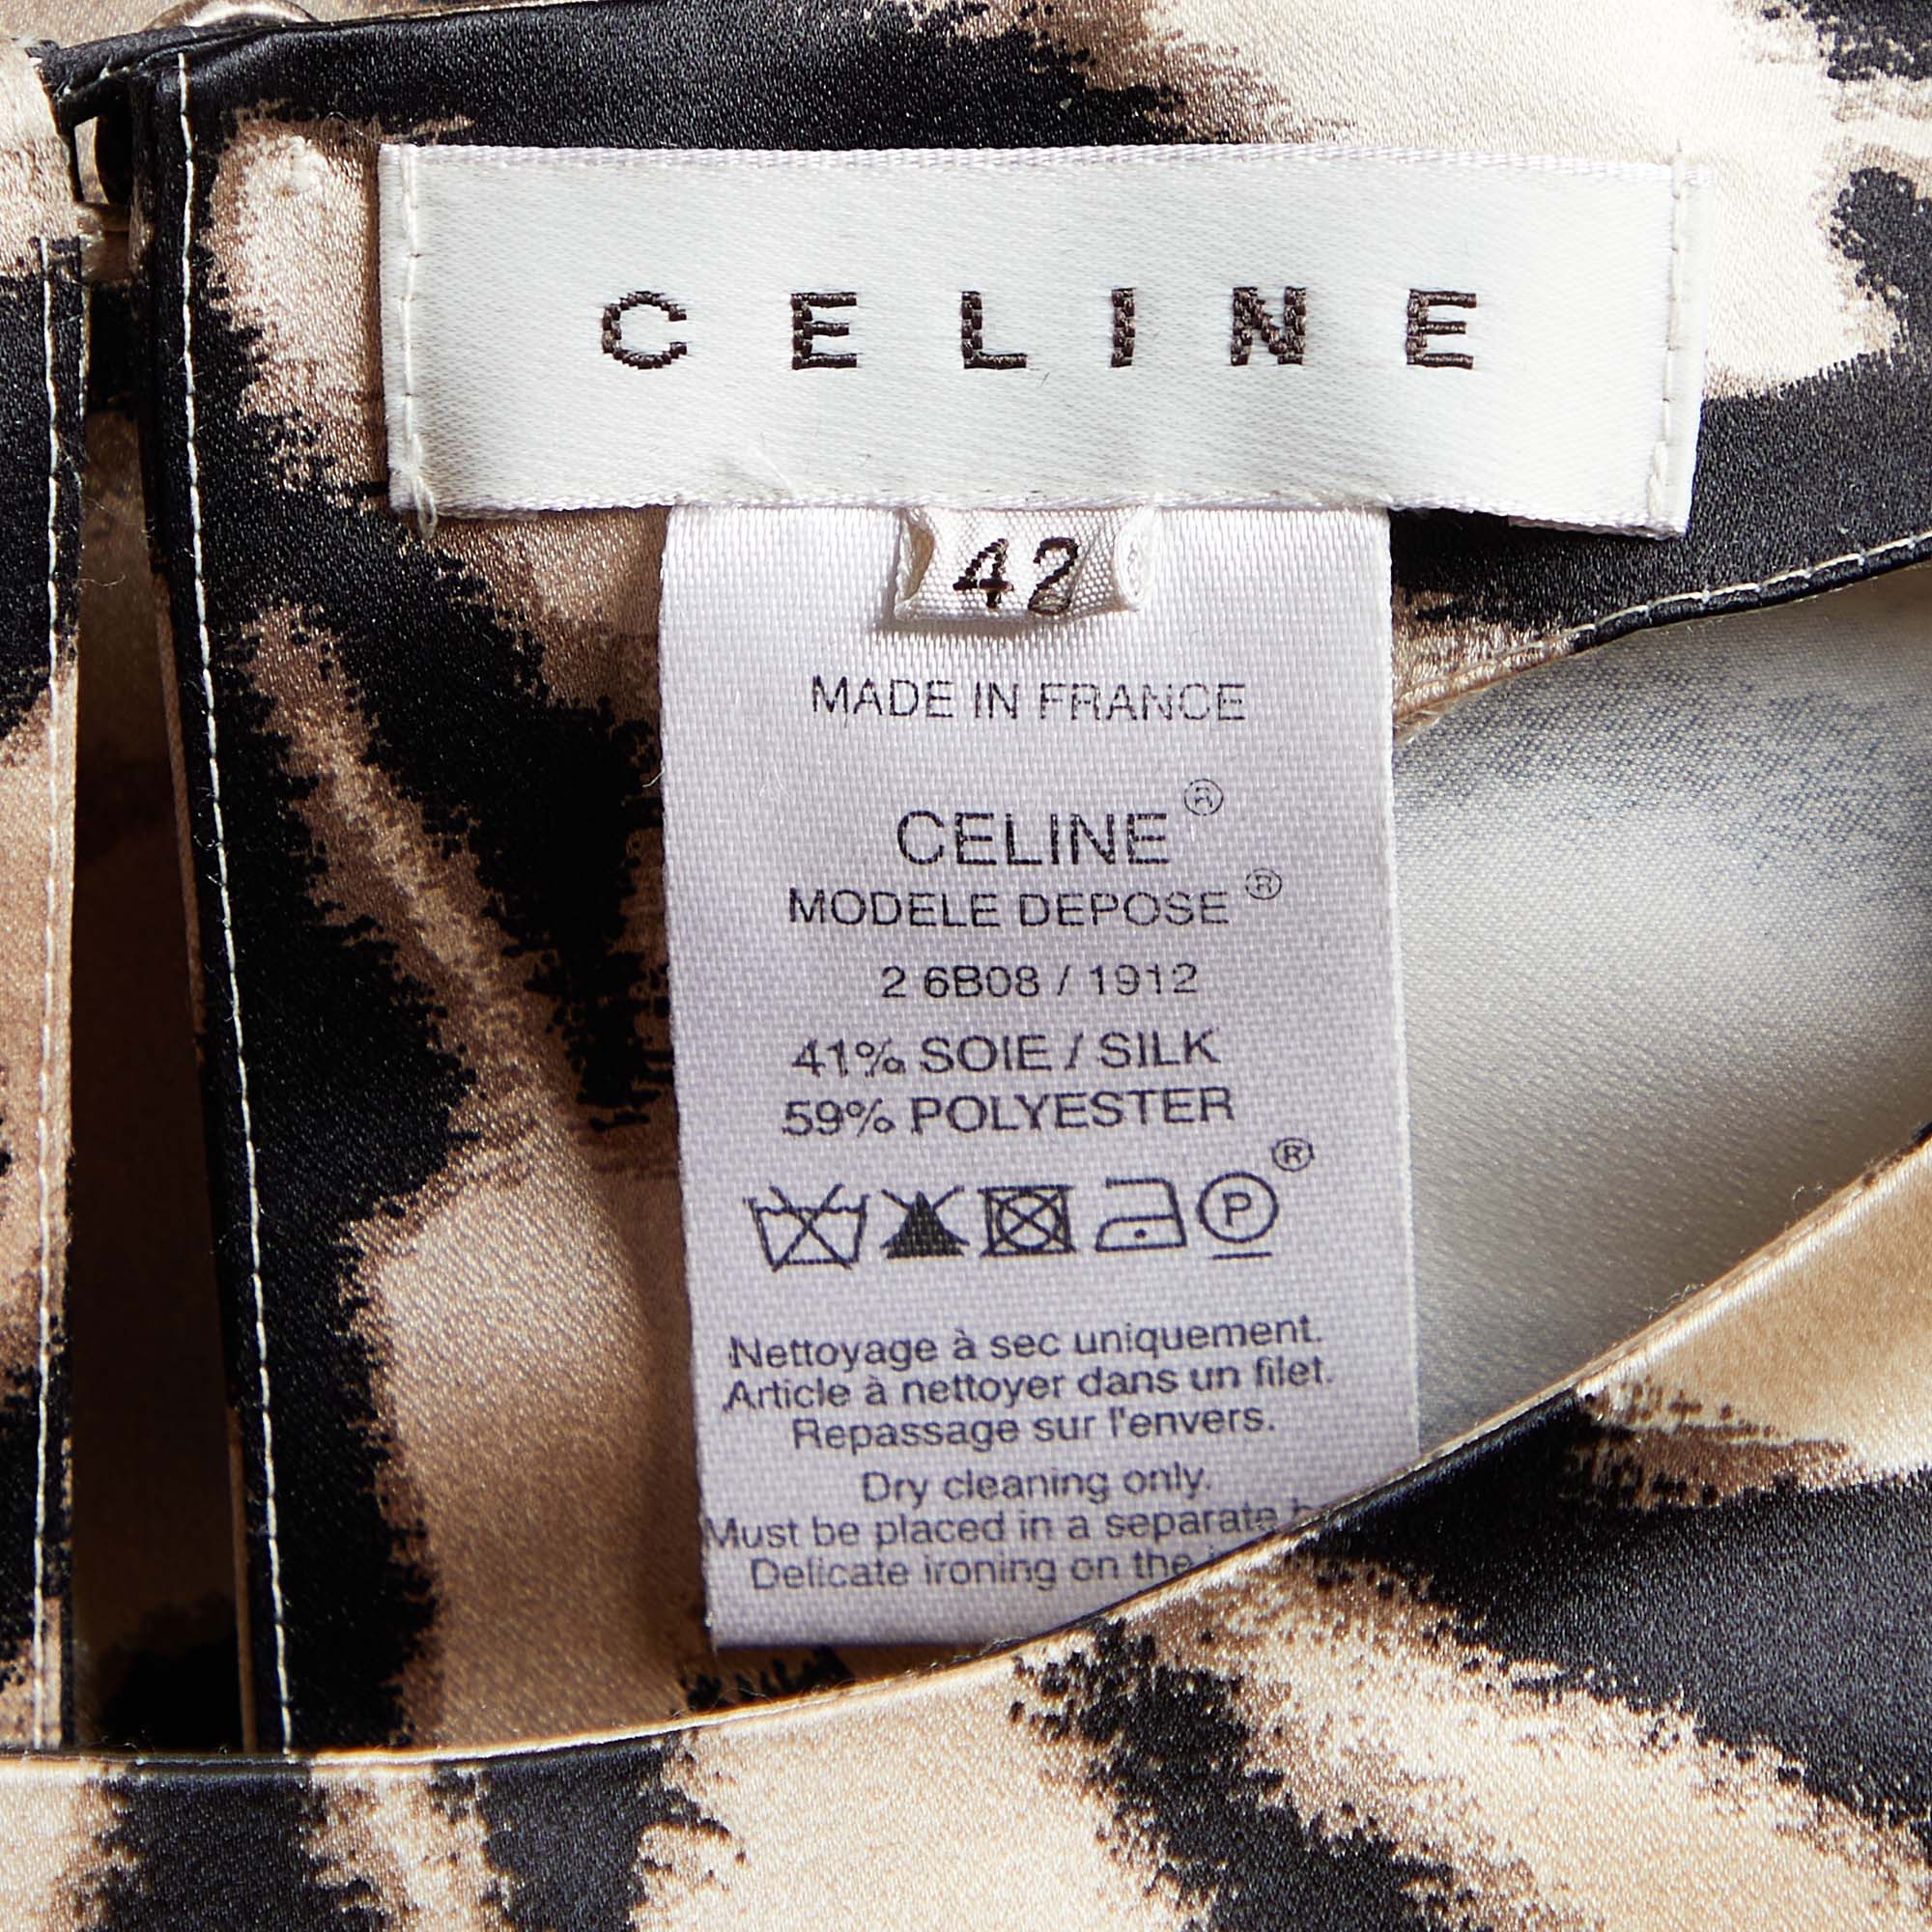 CELINE
42
MADE IN FRANCE
CELINE ®
MODELE DEPOSE ®
2 6B08 / 1912
41% SOIE / SILK
59% POLYESTER
P ®
Nettoyage à sec uniquement.
Article à nettoyer dans un filet.
Repassage sur l'envers.
Dry cleaning only.
Must be placed in a separate
Delicate ironing on the